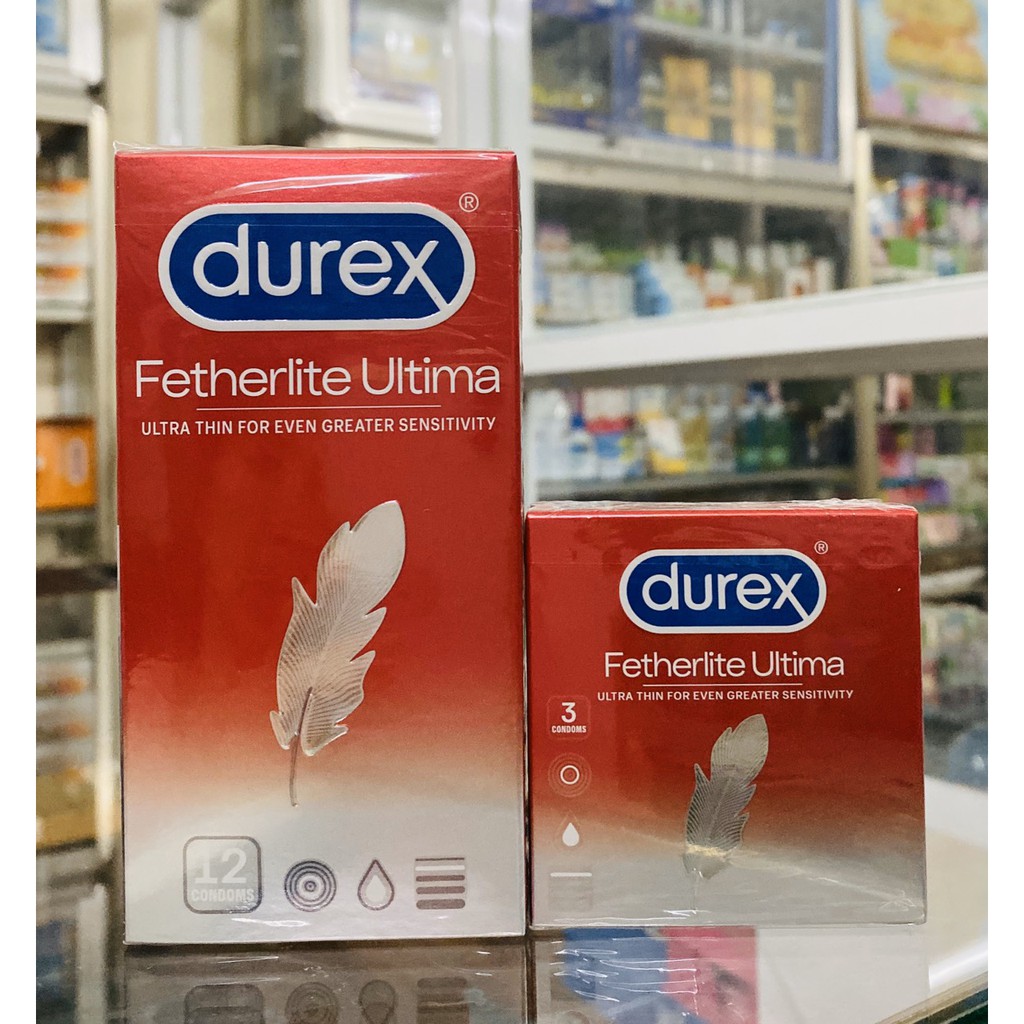 durex®
Fetherlite Ultima
ULTRA THIN FOR EVEN GREATER SENSITIVITY
12
CONDOMS
durex®
Fetherlite Ultima
ULTRA THIN FOR EVEN GREATER SENSITIVITY
3
CONDOMS